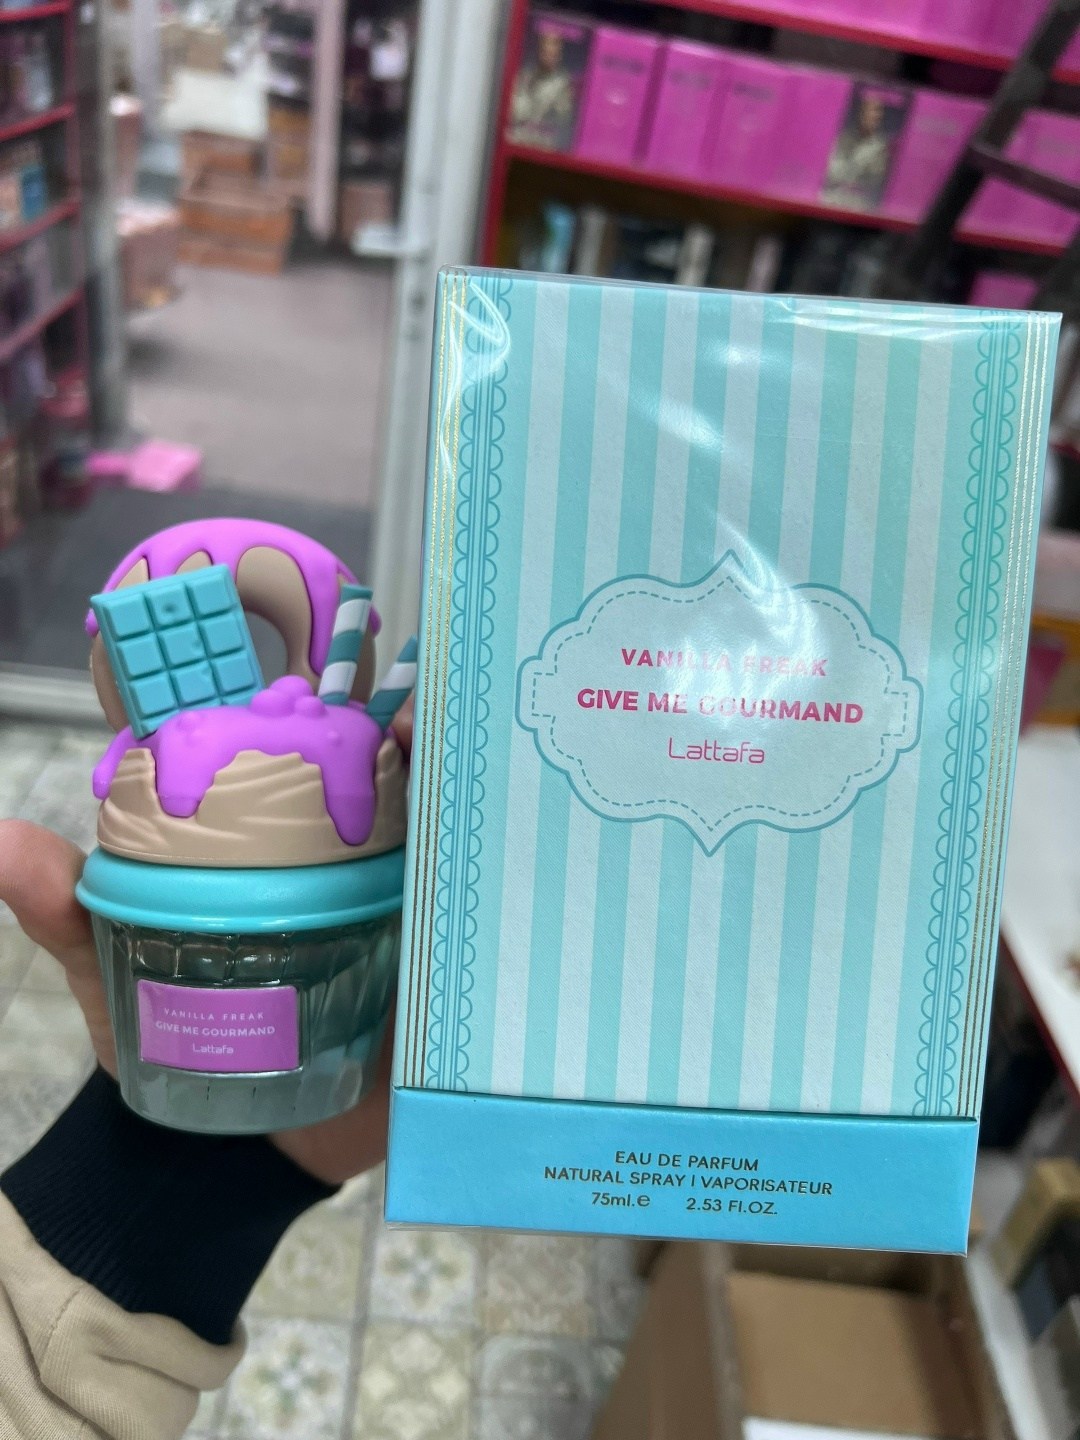 VANILLA FREAK
GIVE ME GOURMAND
Lattafa
EAU DE PARFUM
NATURAL SPRAY | VAPORISATEUR
75ml.e 2.53 Fl.OZ.
VANILLA FREAK
GIVE ME GOURMAND
Lattafa